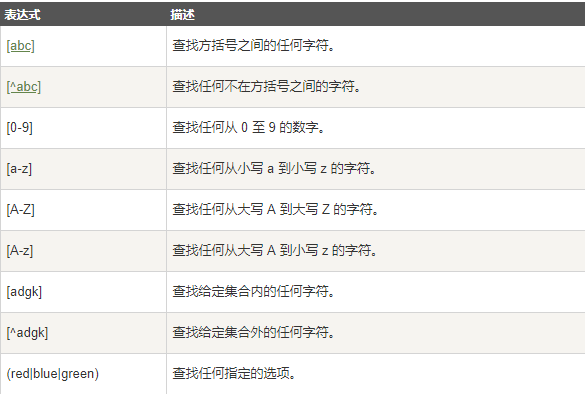 表达式 描述
[abc] 查找方括号之间的任何字符。
[^abc] 查找任何不在方括号之间的字符。
[0-9] 查找任何从 0 至 9 的数字。
[a-z] 查找任何从小写 a 到小写 z 的字符。
[A-Z] 查找任何从大写 A 到大写 Z 的字符。
[A-z] 查找任何从大写 A 到小写 z 的字符。
[adgk] 查找给定集合内的任何字符。
[^adgk] 查找给定集合外的任何字符。
(red|blue|green) 查找任何指定的选项。